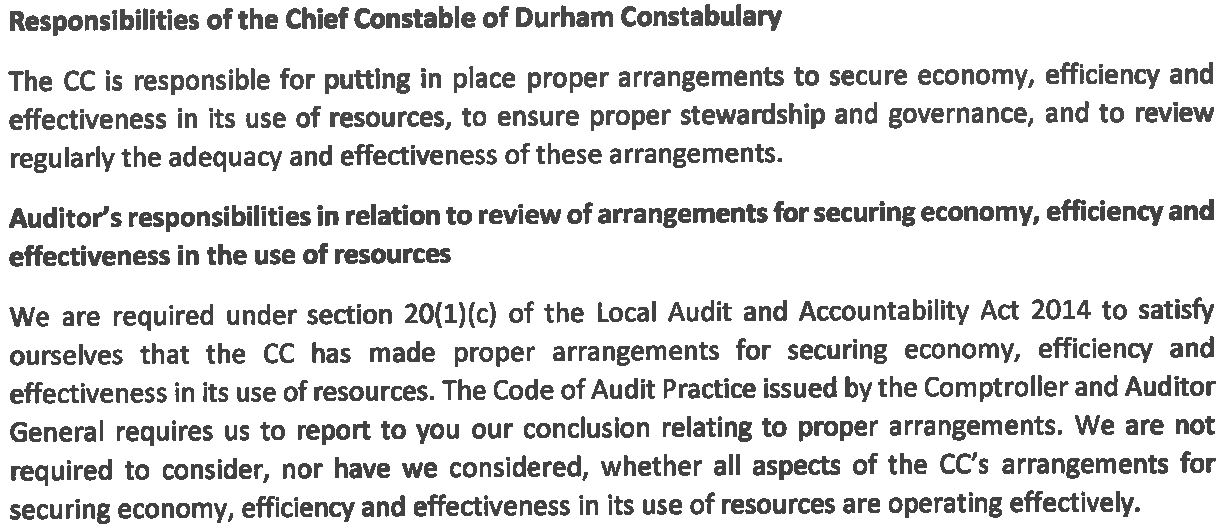 Responsibilities of the Chief Constable of Durham Constabulary
The CC is responsible for putting in place proper arrangements to secure economy, efficiency and
effectiveness in its use of resources, to ensure proper stewardship and governance, and to review
regularly the adequacy and effectiveness of these arrangements.
Auditor's responsibilities in relation to review of arrangements for securing economy, efficiency and
effectiveness in the use of resources
We are required under section 20(1)(c) of the Local Audit and Accountability Act 2014 to satisfy
ourselves that the CC has made proper arrangements for securing economy, efficiency and
effectiveness in its use of resources. The Code of Audit Practice issued by the Comptroller and Auditor
General requires us to report to you our conclusion relating to proper arrangements. We are not
required to consider, nor have we considered, whether all aspects of the CC's arrangements for
securing economy, efficiency and effectiveness in its use of resources are operating effectively.